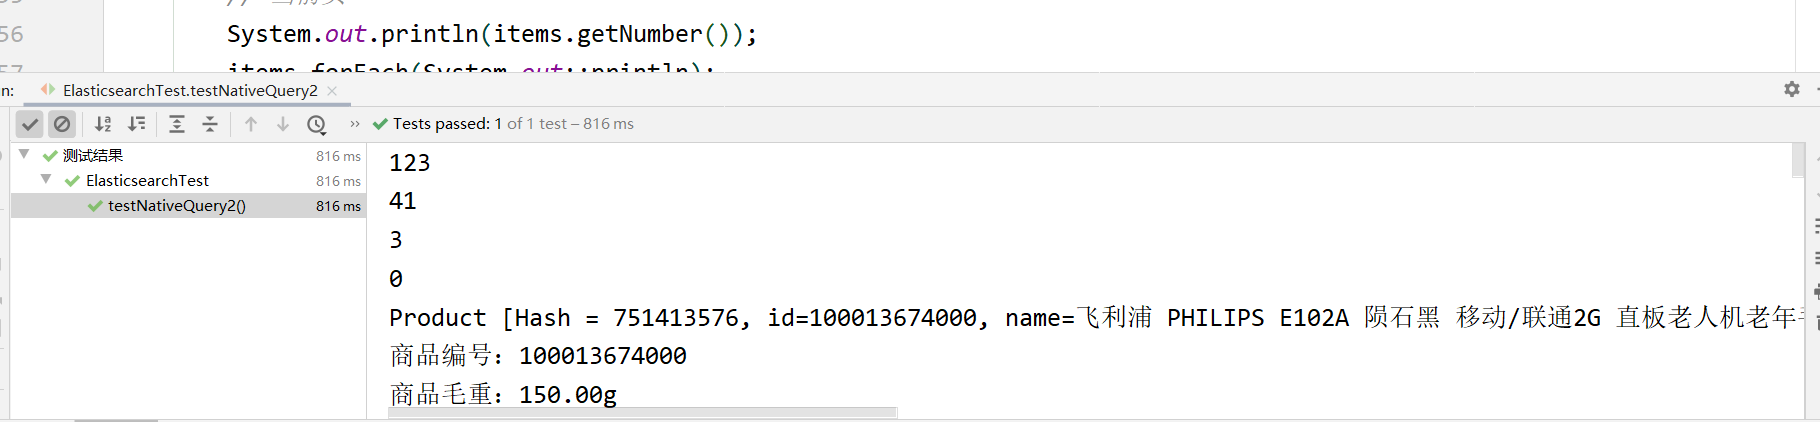 56
System.out.println(items.getNumber());
57
items.forEach(System.out::println);
n:
ElasticsearchTest.testNativeQuery2
Tests passed: 1 of 1 test – 816 ms
测试结果 816 ms
ElasticsearchTest 816 ms
testNativeQuery2() 816 ms
123
41
3
0
Product [Hash = 751413576, id=100013674000, name=飞利浦 PHILIPS E102A 陨石黑 移动/联通2G 直板老人机老年
商品编号：100013674000
商品毛重：150.00g